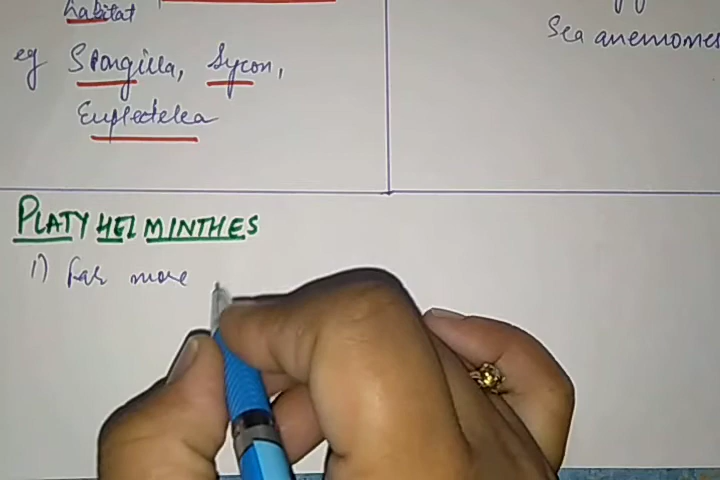 habitat
eg Spongilla, Sycon,
Euplectelea
Sea anemones
PLATYHELMINTHES
1) Far more